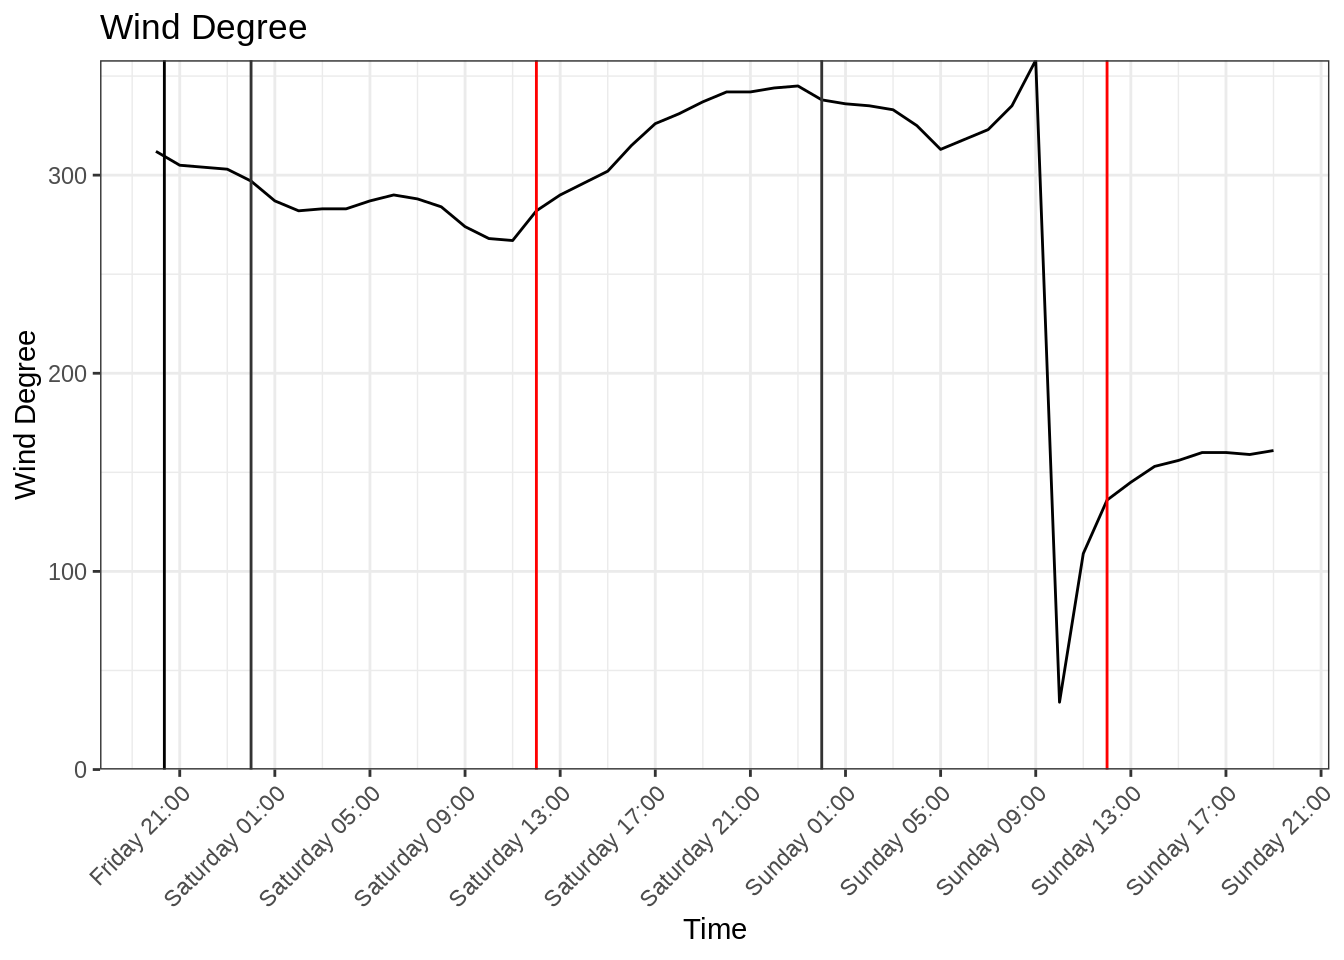 Wind Degree
Wind Degree
300
200
100
0
Friday 21:00
Saturday 01:00
Saturday 05:00
Saturday 09:00
Saturday 13:00
Saturday 17:00
Saturday 21:00
Sunday 01:00
Sunday 05:00
Sunday 09:00
Sunday 13:00
Sunday 17:00
Sunday 21:00
Time